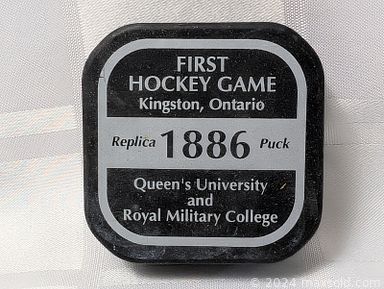 FIRST
HOCKEY GAME
Kingston, Ontario
Replica 1886 Puck
Queen's University
and
Royal Military College
© 2024 maxsold.com